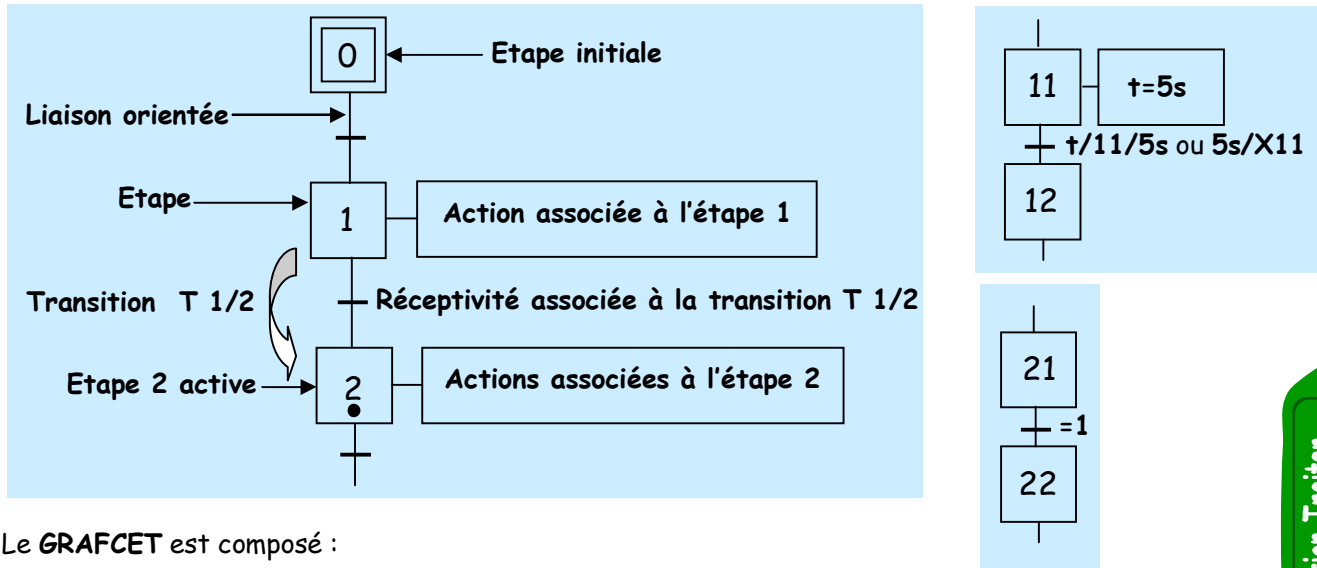 0
Etape initiale
Liaison orientée
Etape
1
Action associée à l'étape 1
Transition T 1/2
Réceptivité associée à la transition T 1/2
Etape 2 active
2
Actions associées à l'étape 2
11
t=5s
t/11/5s ou 5s/X11
12
21
=1
22
Le GRAFCET est composé :
Traiter